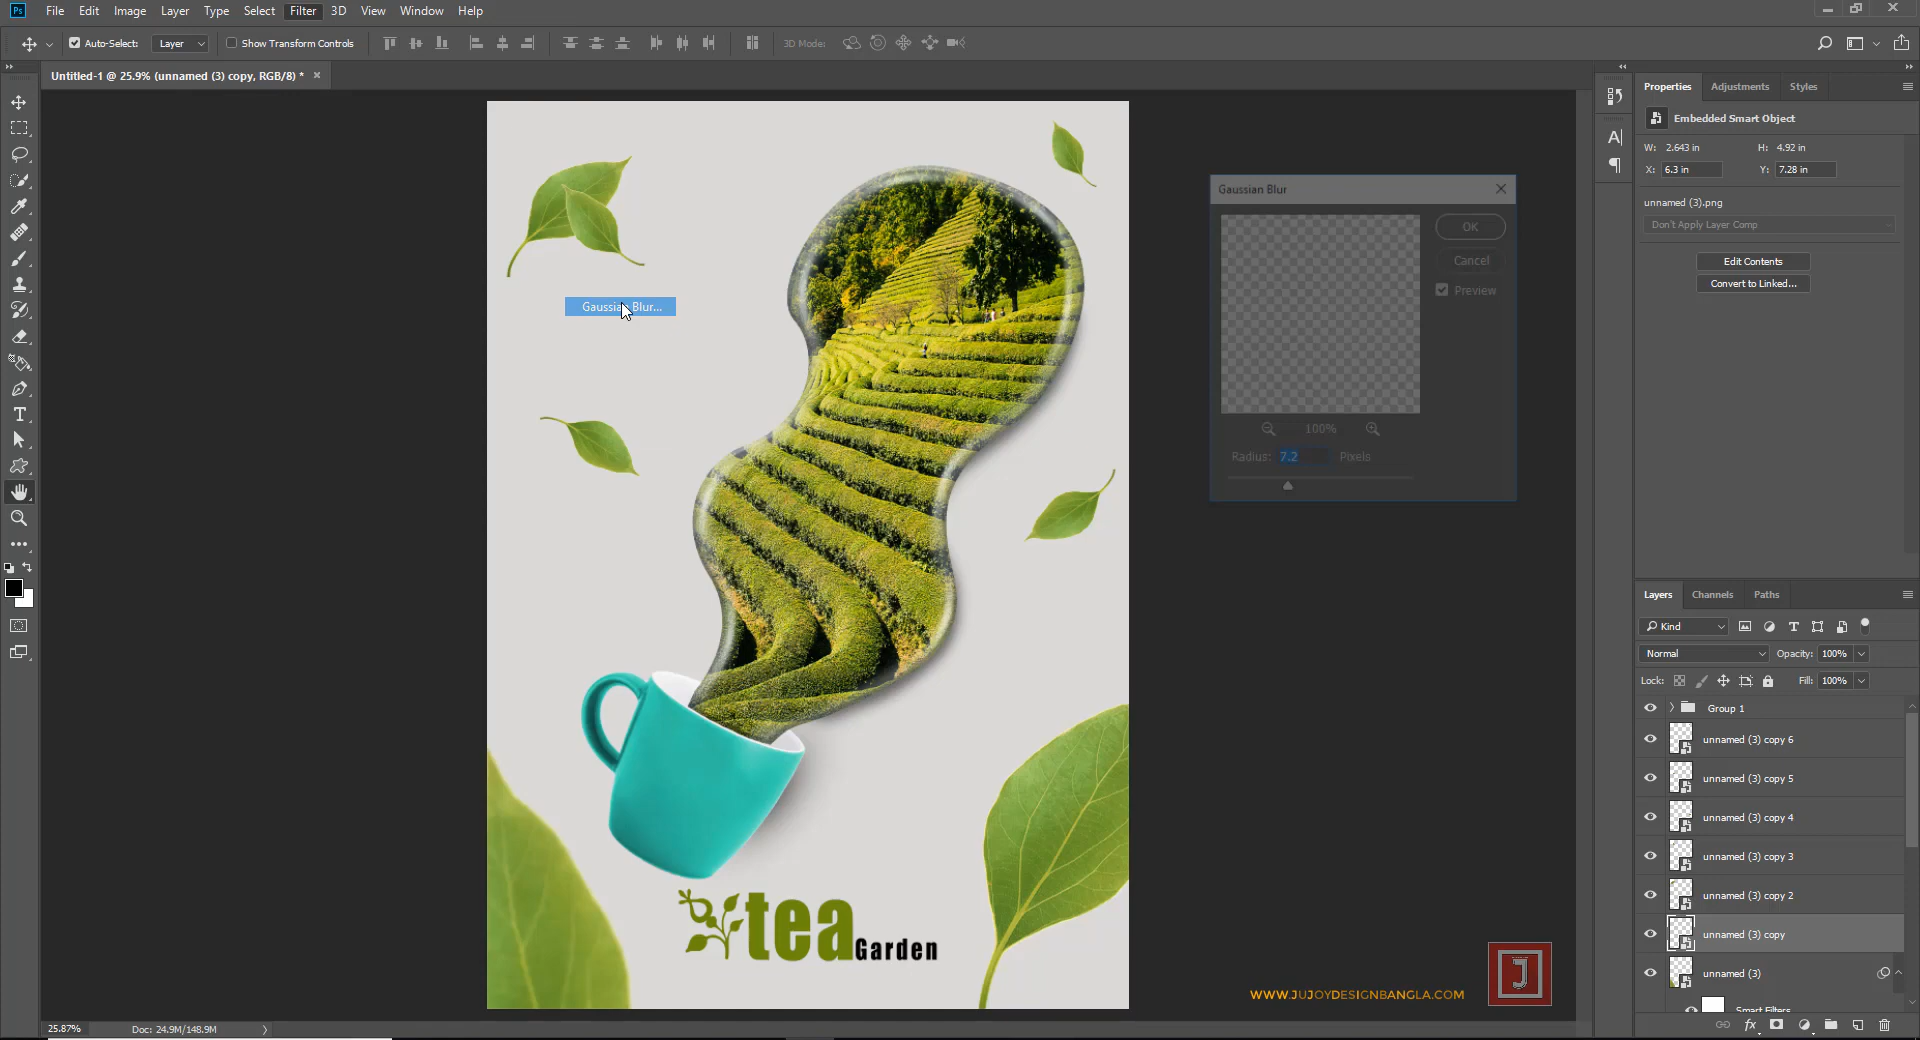 Ps File Edit Image Layer Type Select Filter 3D View Window Help
Auto-Select: Layer Show Transform Controls 3D Mode:
Untitled-1 @ 25.9% (unnamed (3) copy, RGB/8) *
Properties Adjustments Styles
Embedded Smart Object
W: 2.643 in H: 4.92 in
X: 6.3 in Y: 7.28 in
unnamed (3).png
Don't Apply Layer Comp
Edit Contents
Convert to Linked...
Gaussian Blur
OK
Cancel
Preview
100%
Radius: 7.2 Pixels
Gaussian Blur...
tea
Garden
J
WWW.JUJOYDESIGNBANGLA.COM
Layers Channels Paths
Kind
Normal Opacity: 100%
Lock: Fill: 100%
Group 1
unnamed (3) copy 6
unnamed (3) copy 5
unnamed (3) copy 4
unnamed (3) copy 3
unnamed (3) copy 2
unnamed (3) copy
unnamed (3)
Smart Filters
fx
25.87% Doc: 24.9M/148.9M